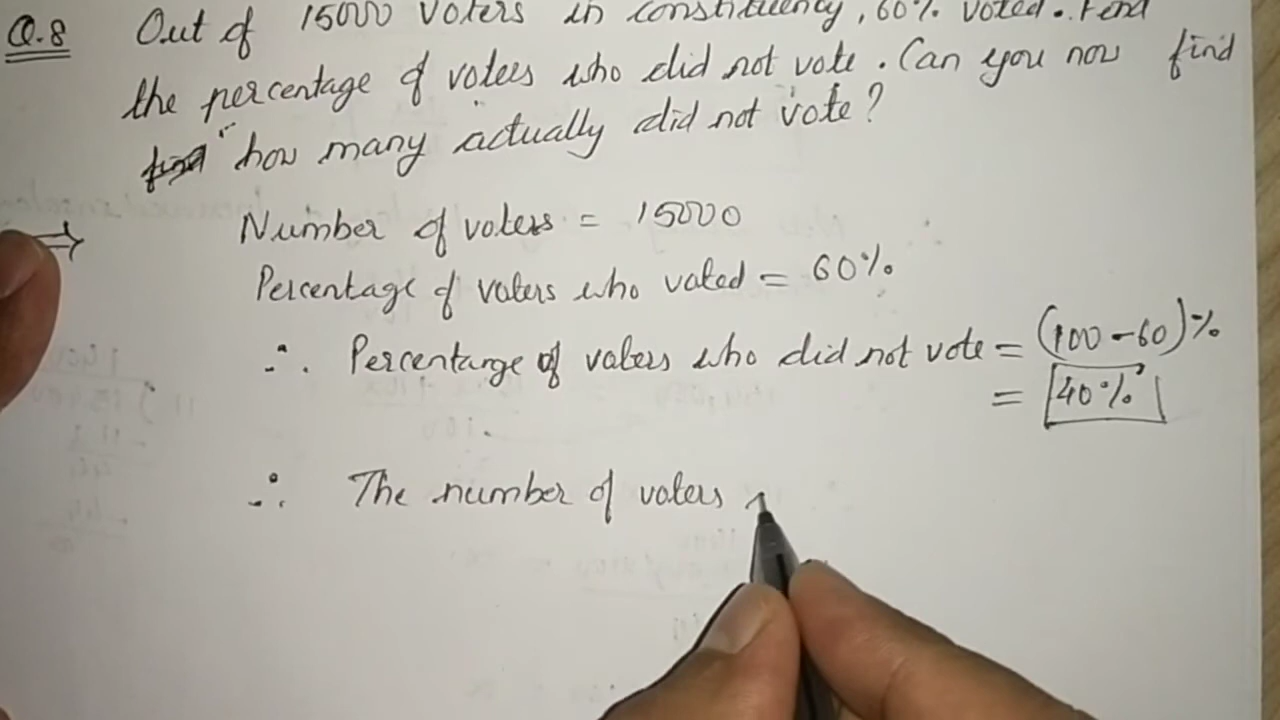 Q.8 Out of 15000 voters in constituency, 60% voted. Find
the percentage of voters who did not vote. Can you now find
how many actually did not vote?
⇒ Number of voters = 15000
Percentage of voters who voted = 60%
∴ Percentage of voters who did not vote = (100-60)%
= 40%
∴ The number of voters